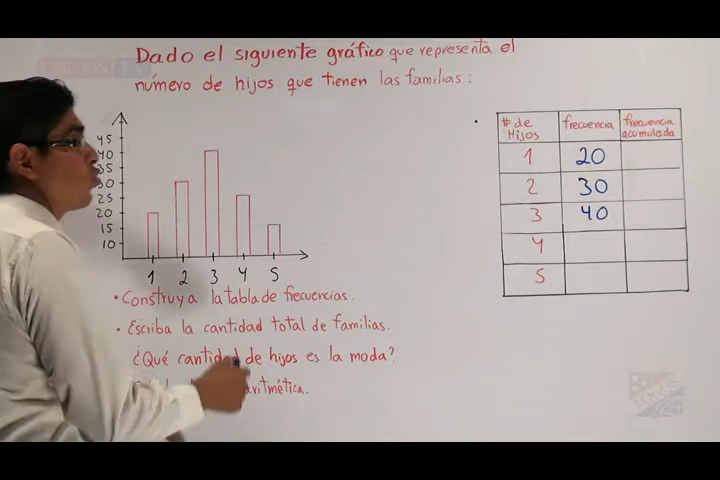 Dado el siguiente gráfico que representa el
número de hijos que tienen las familias:
45
40
35
30
25
20
15
10
1 2 3 4 5
# de Hijos frecuencia frecuencia acumulada
1 20
2 30
3 40
4
5
• Construya la tabla de frecuencias.
• Escriba la cantidad total de familias.
¿Qué cantidad de hijos es la moda?
aritmética.